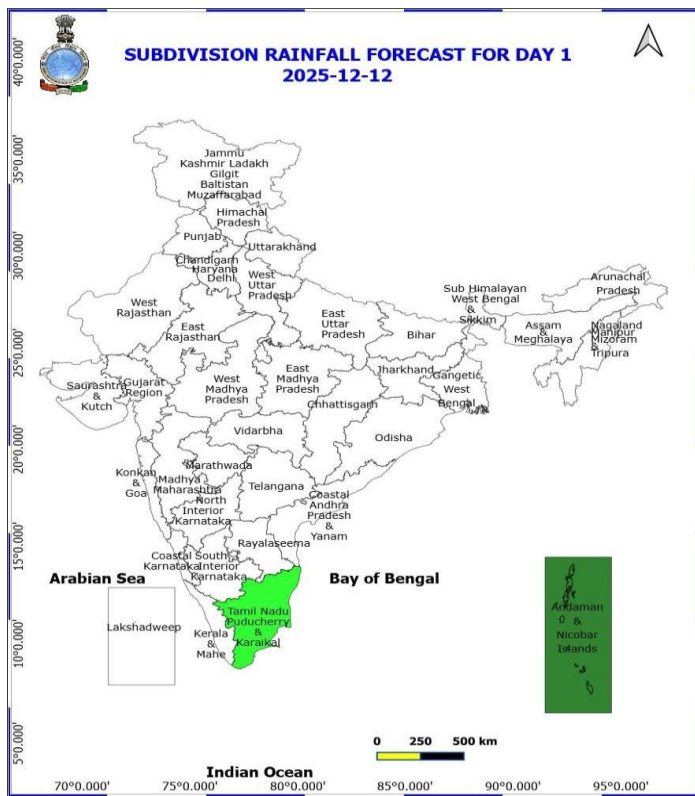 SUBDIVISION RAINFALL FORECAST FOR DAY 1
2025-12-12
40°0.000'
35°0.000'
30°0.000'
25°0.000'
20°0.000'
15°0.000'
10°0.000'
5°0.000'
Jammu
Kashmir Ladakh
Gilgit
Baltistan
Muzaffarabad
Himachal
Pradesh
Punjab
Uttarakhand
Chandigarh
Haryana
Delhi
West
Uttar
Pradesh
Arunachal
Pradesh
Sub Himalayan
West Bengal
&
Sikkim
West
Rajasthan
East
Rajasthan
East
Uttar
Pradesh
Bihar
Assam
&
Meghalaya
Nagaland
Manipur
Mizoram
&
Tripura
Saurashtra
&
Kutch
Gujarat
Region
West
Madhya
Pradesh
East
Madhya
Pradesh
Jharkhand
Gangetic
West
Bengal
Chhattisgarh
Vidarbha
Odisha
Konkan
&
Goa
Madhya
Maharashtra
Marathwada
Telangana
North
Interior
Karnataka
Coastal
Andhra
Pradesh
&
Yanam
Rayalaseema
Coastal
Karnataka
South
Interior
Karnataka
Arabian Sea
Bay of Bengal
Lakshadweep
Kerala
&
Mahe
Tamil Nadu
Puducherry
&
Karaikal
Andaman
&
Nicobar
Islands
0 250 500 km
Indian Ocean
70°0.000' 75°0.000' 80°0.000' 85°0.000' 90°0.000' 95°0.000'